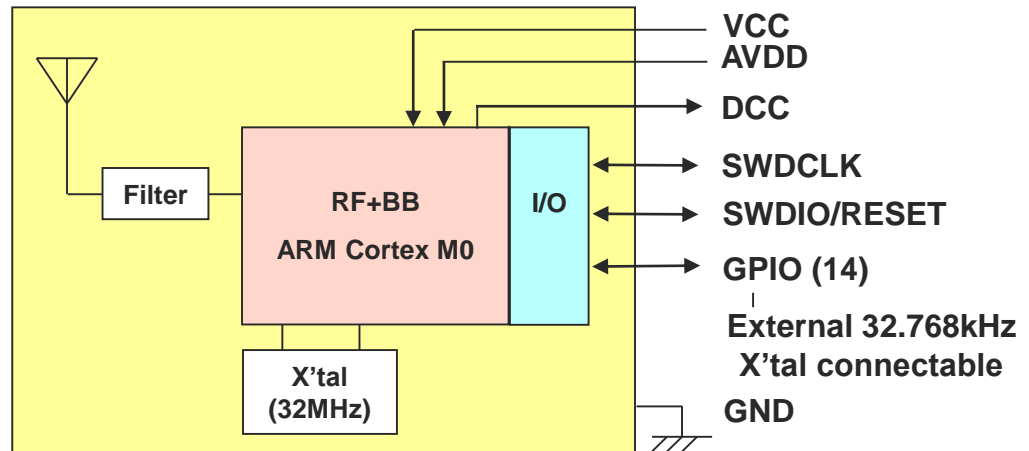 VCC
AVDD
DCC
Filter
RF+BB
ARM Cortex M0
I/O
SWDCLK
SWDIO/RESET
GPIO (14)
External 32.768kHz
X'tal connectable
X’tal
(32MHz)
GND